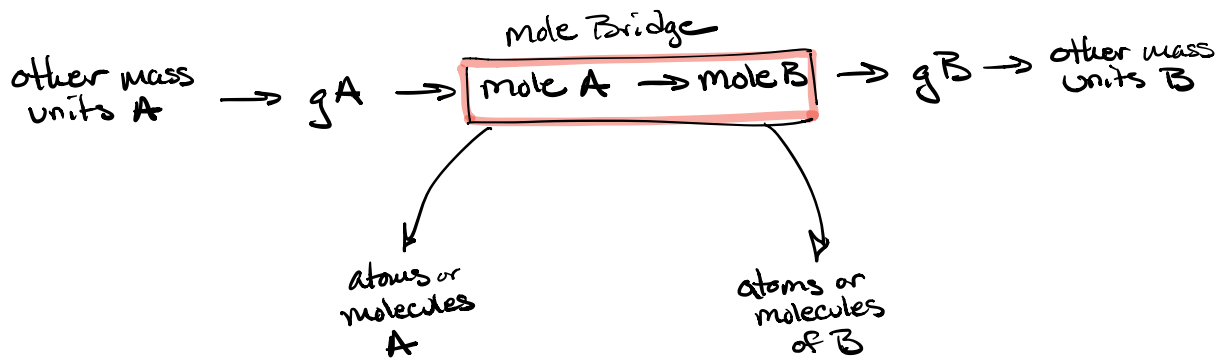 mole Bridge
other mass
units A → gA → mole A → mole B → gB → other mass
units B
atoms or
molecules
A
atoms or
molecules
of B